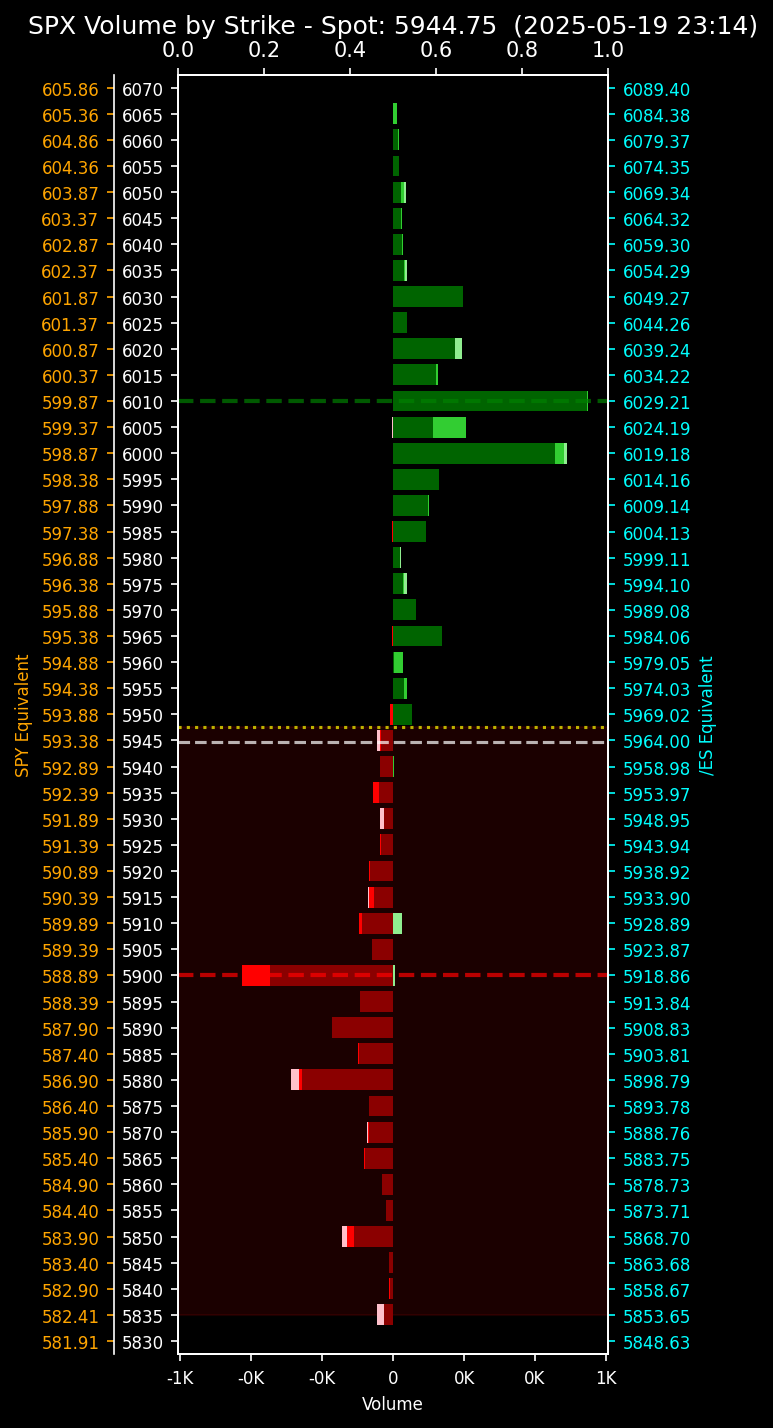 SPX Volume by Strike - Spot: 5944.75 (2025-05-19 23:14)
0.0 0.2 0.4 0.6 0.8 1.0
605.86 6070 6089.40
605.36 6065 6084.38
604.86 6060 6079.37
604.36 6055 6074.35
603.87 6050 6069.34
603.37 6045 6064.32
602.87 6040 6059.30
602.37 6035 6054.29
601.87 6030 6049.27
601.37 6025 6044.26
600.87 6020 6039.24
600.37 6015 6034.22
599.87 6010 6029.21
599.37 6005 6024.19
598.87 6000 6019.18
598.38 5995 6014.16
597.88 5990 6009.14
597.38 5985 6004.13
596.88 5980 5999.11
596.38 5975 5994.10
595.88 5970 5989.08
595.38 5965 5984.06
594.88 5960 5979.05
594.38 5955 5974.03
593.88 5950 5969.02
593.38 5945 5964.00
592.89 5940 5958.98
592.39 5935 5953.97
591.89 5930 5948.95
591.39 5925 5943.94
590.89 5920 5938.92
590.39 5915 5933.90
589.89 5910 5928.89
589.39 5905 5923.87
588.89 5900 5918.86
588.39 5895 5913.84
587.90 5890 5908.83
587.40 5885 5903.81
586.90 5880 5898.79
586.40 5875 5893.78
585.90 5870 5888.76
585.40 5865 5883.75
584.90 5860 5878.73
584.40 5855 5873.71
583.90 5850 5868.70
583.40 5845 5863.68
582.90 5840 5858.67
582.41 5835 5853.65
581.91 5830 5848.63
SPY Equivalent
/ES Equivalent
-1K -0K -0K 0 0K 0K 1K
Volume